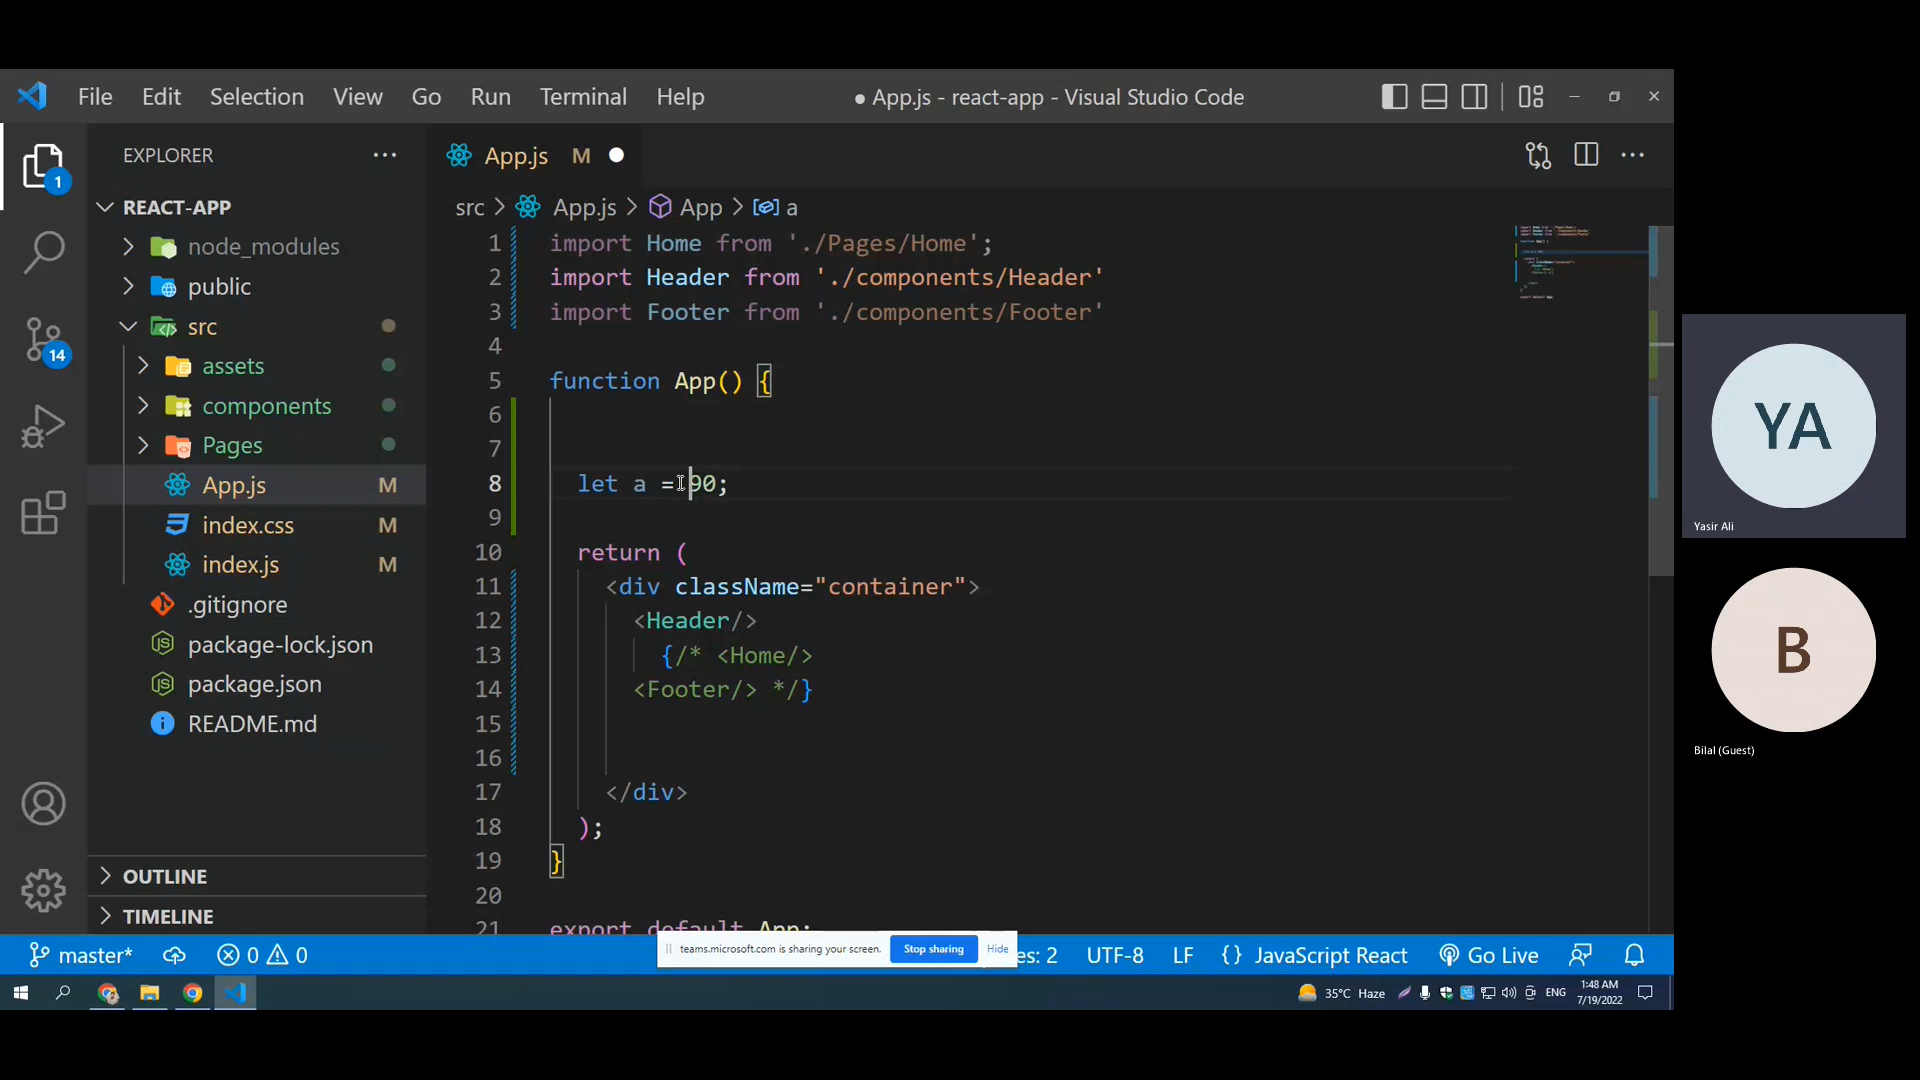 File Edit Selection View Go Run Terminal Help
● App.js - react-app - Visual Studio Code
EXPLORER
App.js M
1
REACT-APP
src > App.js > App > a
node_modules
public
src
14
assets
components
Pages
App.js M
index.css M
index.js M
.gitignore
package-lock.json
package.json
README.md
OUTLINE
TIMELINE
1 import Home from './Pages/Home';
2 import Header from './components/Header'
3 import Footer from './components/Footer'
4
5 function App() {
6
7
8 let a = 90;
9
10 return (
11 <div className="container">
12 <Header/>
13 {/* <Home/>
14 <Footer/> */}
15
16
17 </div>
18 );
19 }
20
21 export default App;
YA
Yasir Ali
B
Bilal (Guest)
teams.microsoft.com is sharing your screen. Stop sharing Hide
master* 0 0 es: 2 UTF-8 LF {} JavaScript React Go Live
35°C Haze ENG
1:48 AM
7/19/2022